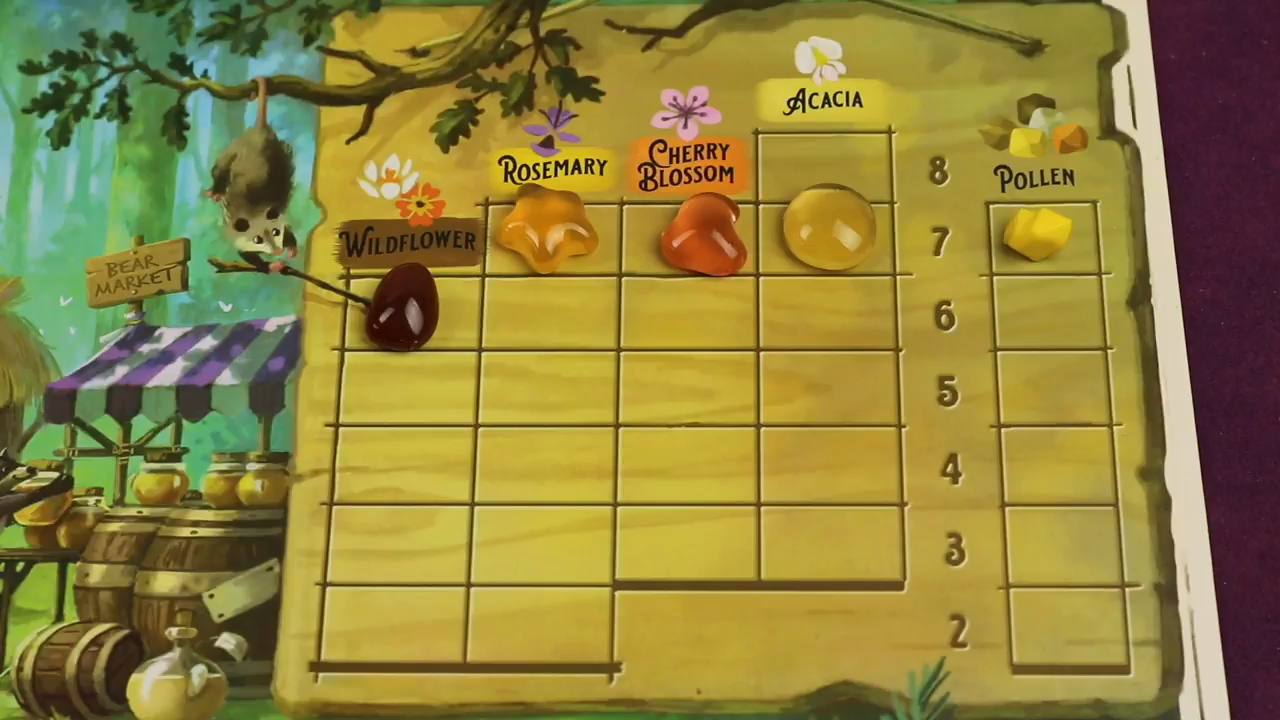 ACACIA
CHERRY
BLOSSOM
ROSEMARY
WILDFLOWER
POLLEN
BEAR
MARKET
8
7
6
5
4
3
2